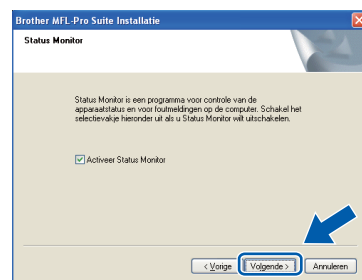 Brother MFL-Pro Suite Installatie
Status Monitor
Status Monitor is een programma voor controle van de
apparaatstatus en voor foutmeldingen op de computer. Schakel het
selectievakje hieronder uit als u Status Monitor wilt uitschakelen.
Activeer Status Monitor
< Vorige
Volgende >
Annuleren